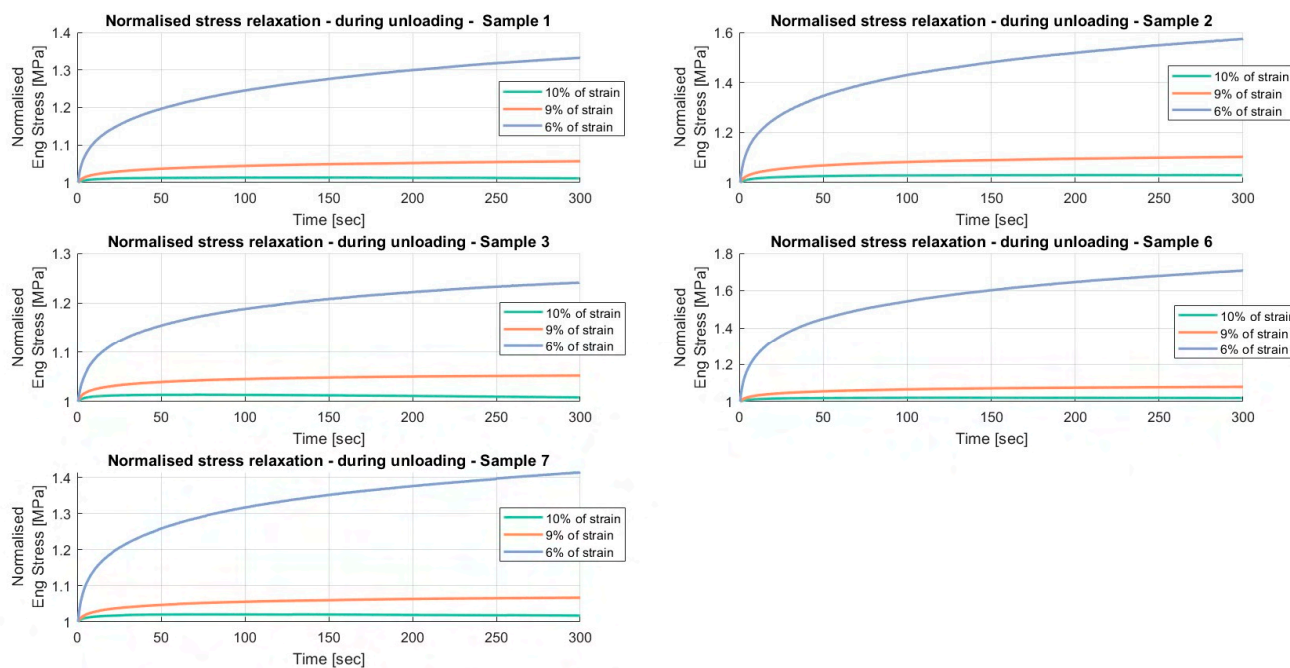 Normalised stress relaxation - during unloading -  Sample 1
Normalised
Eng Stress [MPa]
1.4
1.3
1.2
1.1
1
0
50
100
150
200
250
300
Time [sec]
10% of strain
9% of strain
6% of strain
Normalised stress relaxation - during unloading - Sample 2
Normalised
Eng Stress [MPa]
1.6
1.4
1.2
1
0
50
100
150
200
250
300
Time [sec]
10% of strain
9% of strain
6% of strain
Normalised stress relaxation - during unloading - Sample 3
Normalised
Eng Stress [MPa]
1.3
1.2
1.1
1
0
50
100
150
200
250
300
Time [sec]
10% of strain
9% of strain
6% of strain
Normalised stress relaxation - during unloading - Sample 6
Normalised
Eng Stress [MPa]
1.8
1.6
1.4
1.2
1
0
50
100
150
200
250
300
Time [sec]
10% of strain
9% of strain
6% of strain
Normalised stress relaxation - during unloading - Sample 7
Normalised
Eng Stress [MPa]
1.4
1.3
1.2
1.1
1
0
50
100
150
200
250
300
Time [sec]
10% of strain
9% of strain
6% of strain